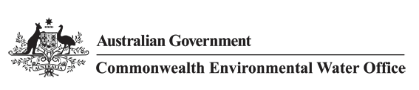 Australian Government
Commonwealth Environmental Water Office